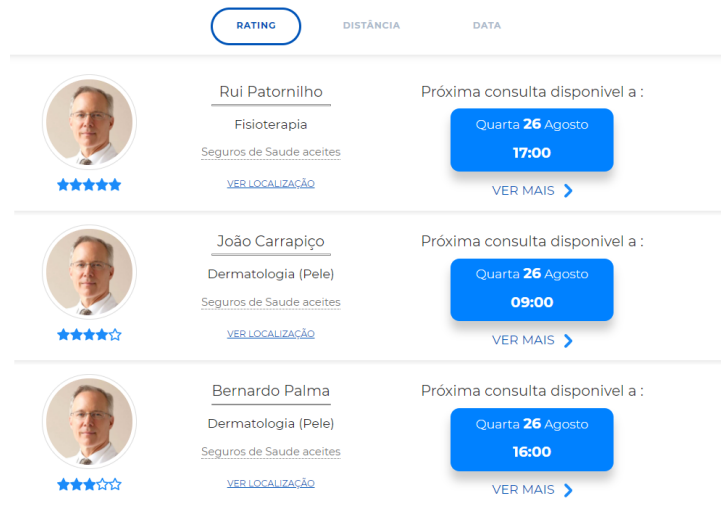 RATING DISTÂNCIA DATA
Rui Patornilho
Fisioterapia
Seguros de Saude aceites
VER LOCALIZAÇÃO
Próxima consulta disponivel a :
Quarta 26 Agosto
17:00
VER MAIS
João Carrapiço
Dermatologia (Pele)
Seguros de Saude aceites
VER LOCALIZAÇÃO
Próxima consulta disponivel a :
Quarta 26 Agosto
09:00
VER MAIS
Bernardo Palma
Dermatologia (Pele)
Seguros de Saude aceites
VER LOCALIZAÇÃO
Próxima consulta disponivel a :
Quarta 26 Agosto
16:00
VER MAIS